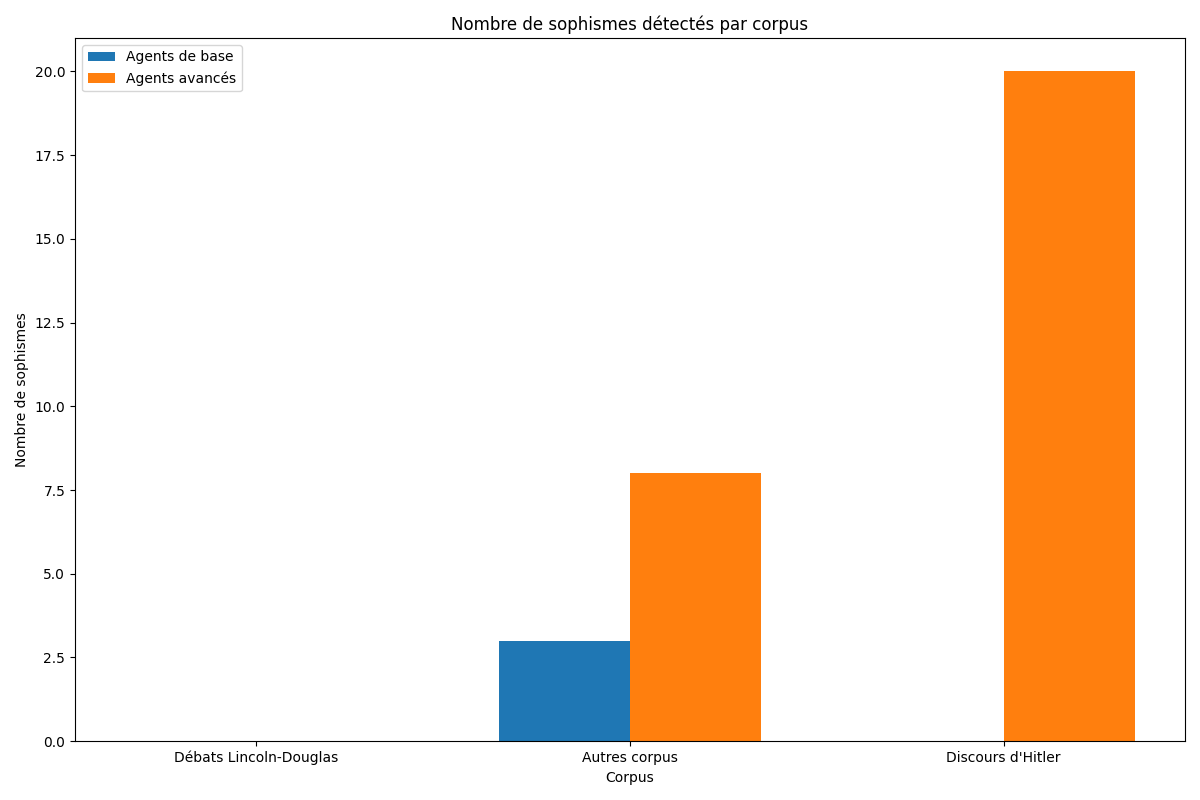 Nombre de sophismes détectés par corpus
Agents de base
Agents avancés
20.0
17.5
15.0
12.5
10.0
7.5
5.0
2.5
0.0
Nombre de sophismes
Débats Lincoln-Douglas
Autres corpus
Discours d'Hitler
Corpus